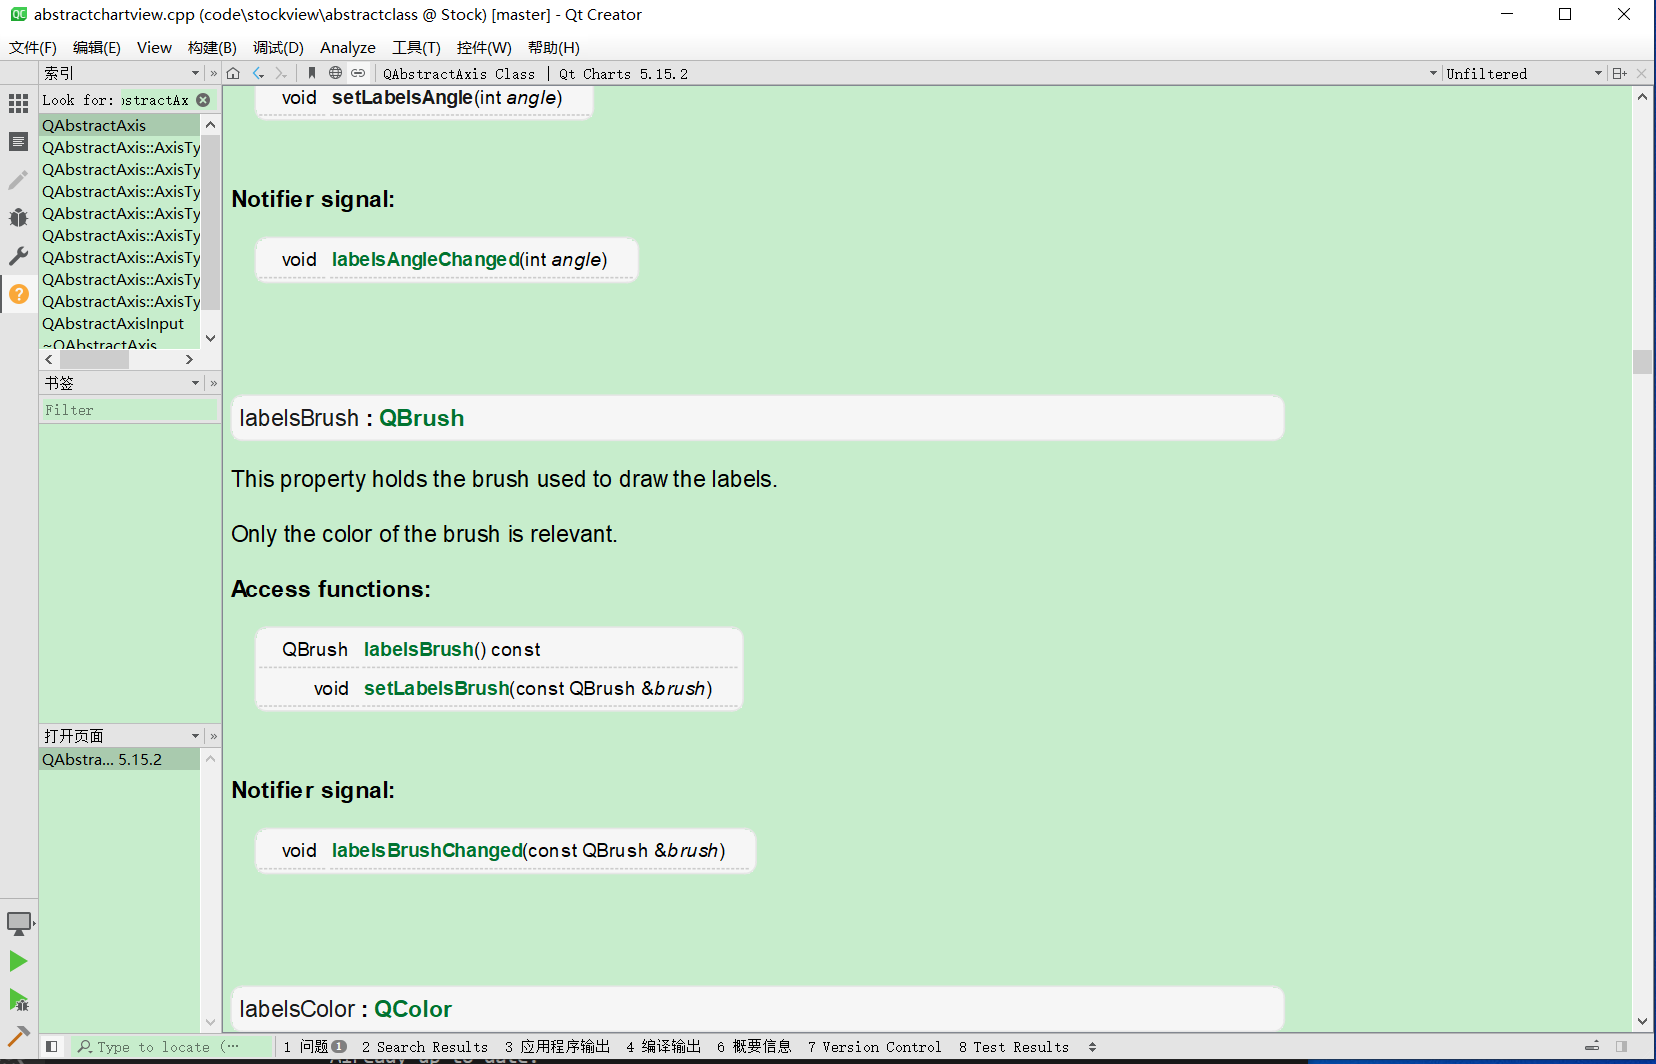 abstractchartview.cpp (code\stockview\abstractclass @ Stock) [master] - Qt Creator
文件(F) 编辑(E) View 构建(B) 调试(D) Analyze 工具(T) 控件(W) 帮助(H)
索引 » QAbstractAxis Class | Qt Charts 5.15.2 Unfiltered
Look for: ostractAx
QAbstractAxis
QAbstractAxis::AxisTy
QAbstractAxis::AxisTy
QAbstractAxis::AxisTy
QAbstractAxis::AxisTy
QAbstractAxis::AxisTy
QAbstractAxis::AxisTy
QAbstractAxis::AxisTy
QAbstractAxis::AxisTy
QAbstractAxisInput
~QAbstractAxis
书签 »
Filter
打开页面 »
QAbstra... 5.15.2
void setLabelsAngle(int angle)
Notifier signal:
void labelsAngleChanged(int angle)
labelsBrush : QBrush
This property holds the brush used to draw the labels.
Only the color of the brush is relevant.
Access functions:
QBrush labelsBrush() const
void setLabelsBrush(const QBrush &brush)
Notifier signal:
void labelsBrushChanged(const QBrush &brush)
labelsColor : QColor
Type to locate (… 1 问题 1 2 Search Results 3 应用程序输出 4 编译输出 6 概要信息 7 Version Control 8 Test Results
Already up to date.